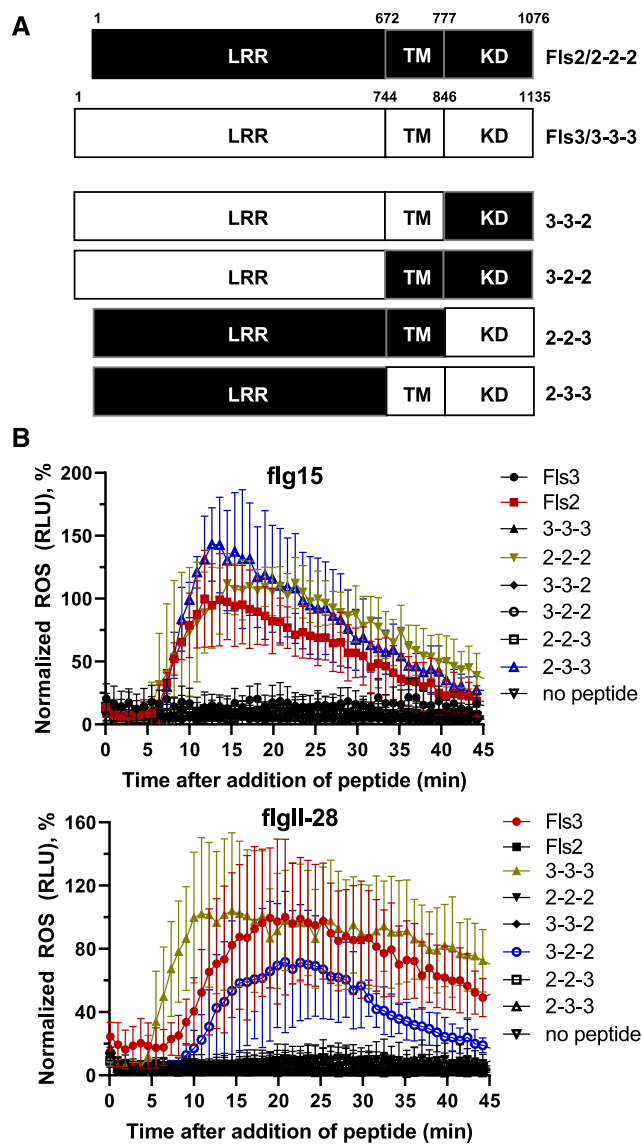 A
1 672 777 1076
LRR TM KD Fls2/2-2-2
1 744 846 1135
LRR TM KD Fls3/3-3-3
LRR TM KD 3-3-2
LRR TM KD 3-2-2
LRR TM KD 2-2-3
LRR TM KD 2-3-3
B
flg15
Normalized ROS (RLU), %
200
150
100
50
0
0 5 10 15 20 25 30 35 40 45
Time after addition of peptide (min)
Fls3
Fls2
3-3-3
2-2-2
3-3-2
3-2-2
2-2-3
2-3-3
no peptide
flgII-28
Normalized ROS (RLU), %
160
120
80
40
0
0 5 10 15 20 25 30 35 40 45
Time after addition of peptide (min)
Fls3
Fls2
3-3-3
2-2-2
3-3-2
3-2-2
2-2-3
2-3-3
no peptide